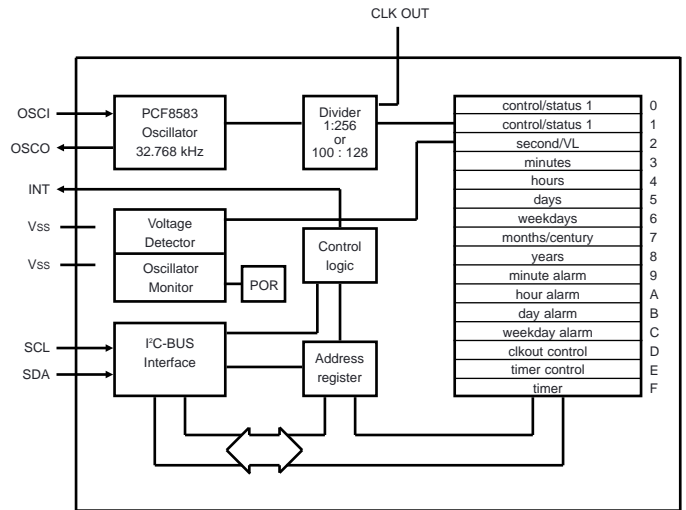 CLK OUT
OSCI
OSCO
INT
Vss
Vss
SCL
SDA
PCF8583
Oscillator
32.768 kHz
Divider
1:256
or
100 : 128
Voltage
Detector
Oscillator
Monitor
POR
Control
logic
I²C-BUS
Interface
Address
register
control/status 1 0
control/status 1 1
second/VL 2
minutes 3
hours 4
days 5
weekdays 6
months/century 7
years 8
minute alarm 9
hour alarm A
day alarm B
weekday alarm C
clkout control D
timer control E
timer F